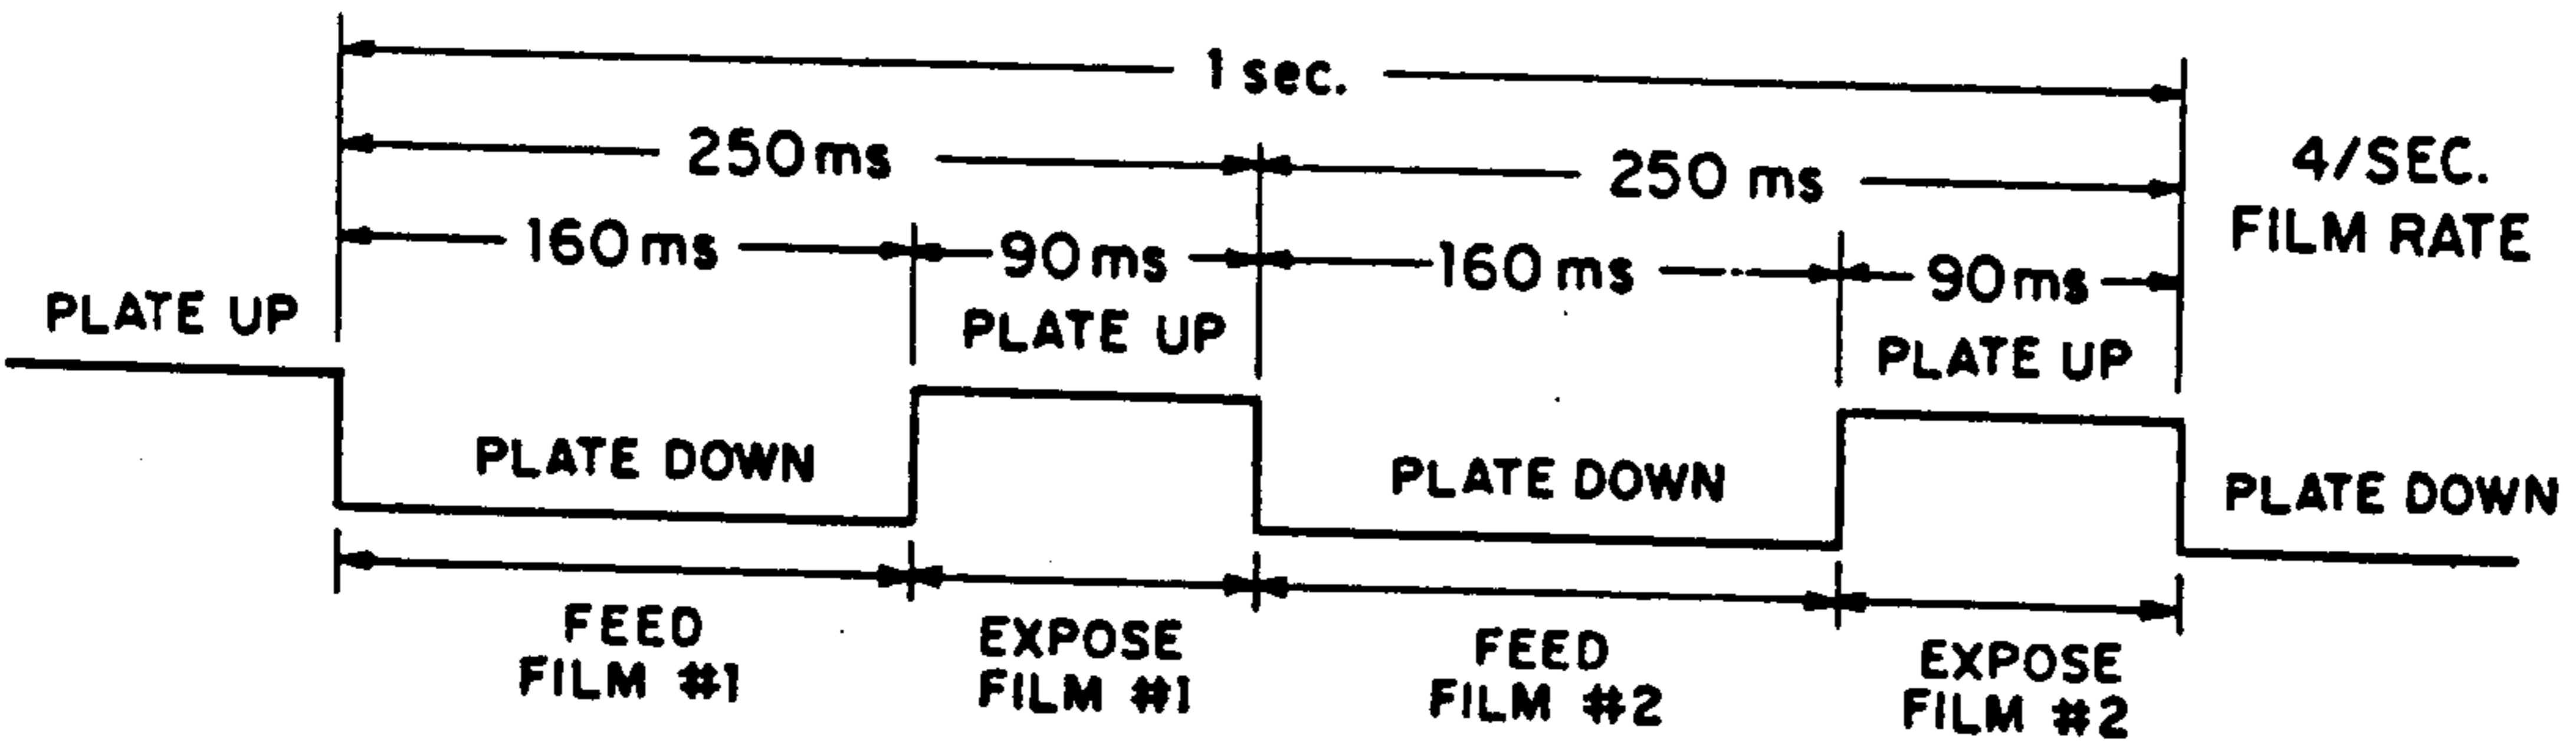 1 sec.
250ms
250 ms
4/SEC.
FILM RATE
160ms
90ms
160ms
90ms
PLATE UP
PLATE UP
PLATE UP
PLATE DOWN
PLATE DOWN
PLATE DOWN
FEED
FILM #1
EXPOSE
FILM #1
FEED
FILM #2
EXPOSE
FILM #2